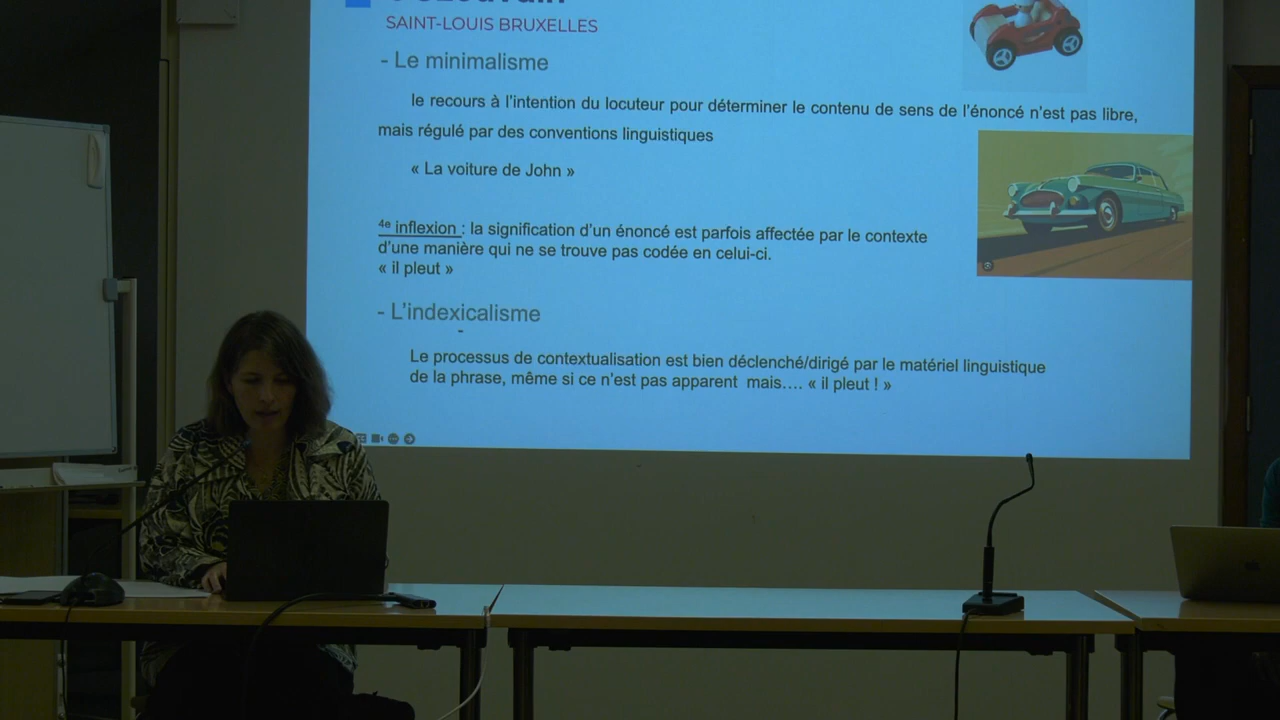 SAINT-LOUIS BRUXELLES
- Le minimalisme
le recours à l'intention du locuteur pour déterminer le contenu de sens de l'énoncé n'est pas libre,
mais régulé par des conventions linguistiques
« La voiture de John »
4e inflexion : la signification d'un énoncé est parfois affectée par le contexte
d'une manière qui ne se trouve pas codée en celui-ci.
« il pleut »
- L'indexicalisme
-
Le processus de contextualisation est bien déclenché/dirigé par le matériel linguistique
de la phrase, même si ce n'est pas apparent mais…. « il pleut ! »